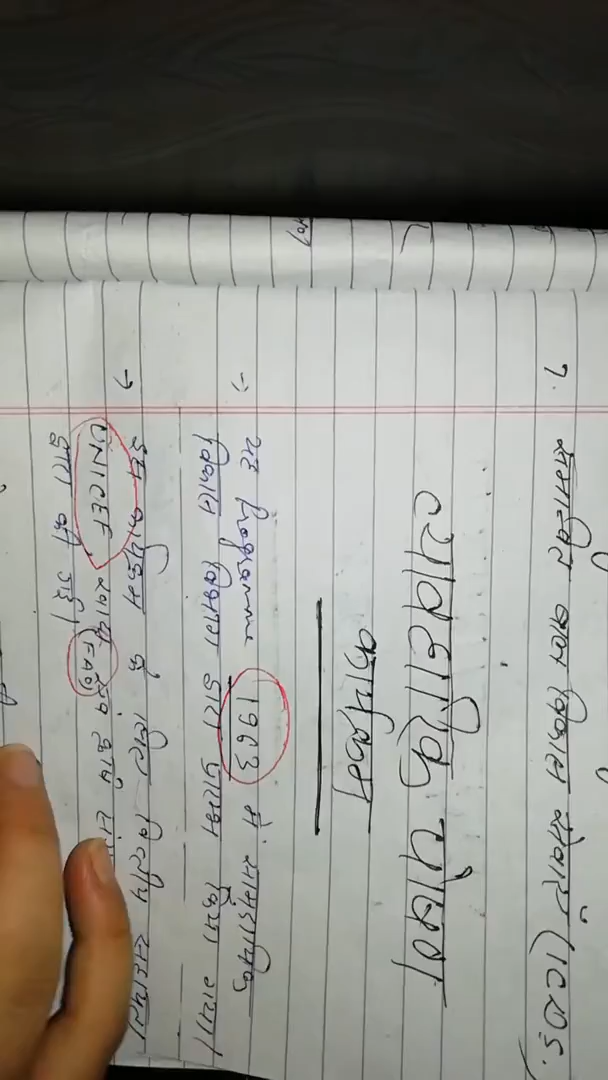 7. समन्वित बाल विकास सेवाएं (ICDS.)
व्यावहारिक पोषण
कार्यक्रम
:- यह Programme 1963 में सामुदायिक
विकास विभाग द्वारा प्रारम्भ किया गया।
→ इस कार्यक्रम के लिए वित्तीय सहायता
UNICEF, खाद्य (FAO) एवं कृषि
द्वारा की गई।